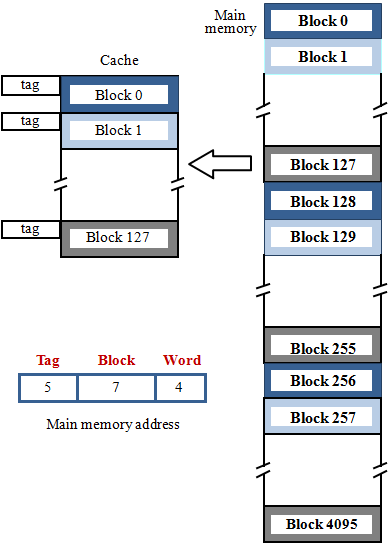 Main
memory
Block 0
Block 1
Block 127
Block 128
Block 129
Block 255
Block 256
Block 257
Block 4095
Cache
tag
Block 0
tag
Block 1
tag
Block 127
Tag Block Word
5 7 4
Main memory address